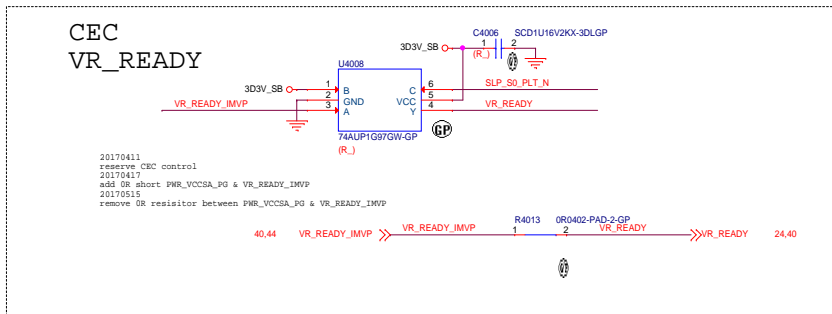 CEC
VR_READY
C4006
SCD1U16V2KX-3DLGP
3D3V_SB
1
2
(R_)
U4008
3D3V_SB
1
B
C
6
SLP_S0_PLT_N
2
GND
VCC
5
VR_READY_IMVP
3
A
Y
4
VR_READY
74AUP1G97GW-GP
GP
(R_)
20170411
reserve CEC control
20170417
add 0R short PWR_VCCSA_PG & VR_READY_IMVP
20170515
remove 0R resisitor between PWR_VCCSA_PG & VR_READY_IMVP
R4013
0R0402-PAD-2-GP
40,44
VR_READY_IMVP
VR_READY_IMVP
1
2
VR_READY
VR_READY
24,40